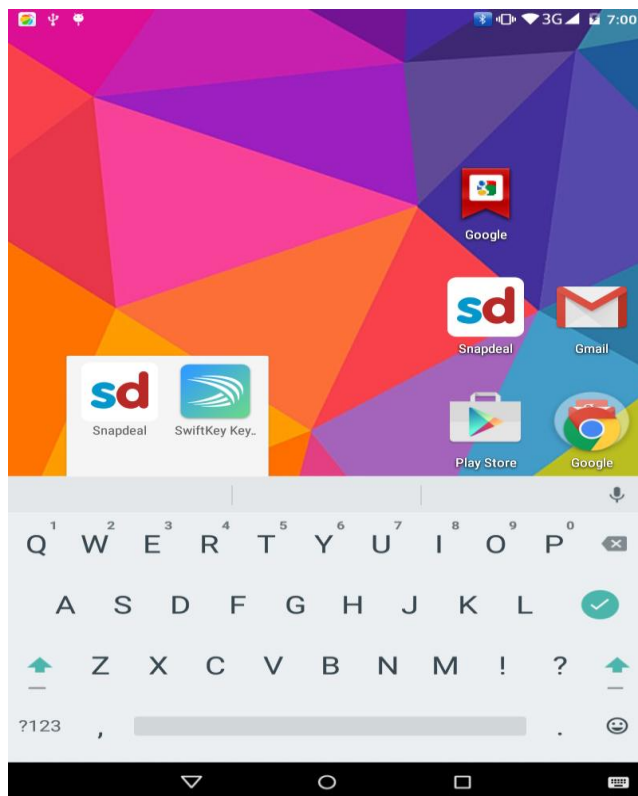 3G 7:00
Google
sd sd
Snapdeal Gmail
sd
Snapdeal SwiftKey Key..
Play Store Google
1 2 3 4 5 6 7 8 9 0
Q W E R T Y U I O P
A S D F G H J K L
Z X C V B N M ! ?
?123 , .